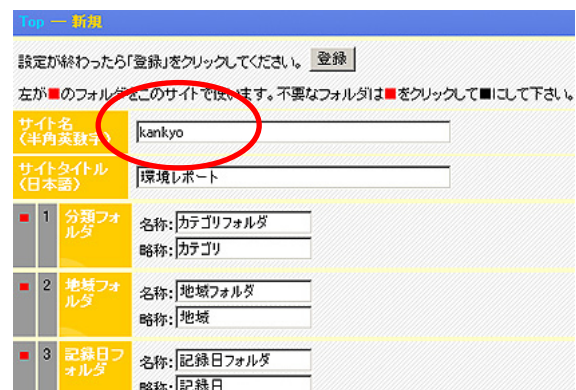 Top ― 新規
設定が終わったら「登録」をクリックしてください。 登録
左が■のフォルダをこのサイトで使います。不要なフォルダは■をクリックして■にして下さい。
サイト名
(半角英数字)
kankyo
サイトタイトル
(日本語)
環境レポート
■ 1 分類フォルダ
名称: カテゴリフォルダ
略称: カテゴリ
■ 2 地域フォルダ
名称: 地域フォルダ
略称: 地域
■ 3 記録日フォルダ
名称: 記録日フォルダ
略称: 記録日